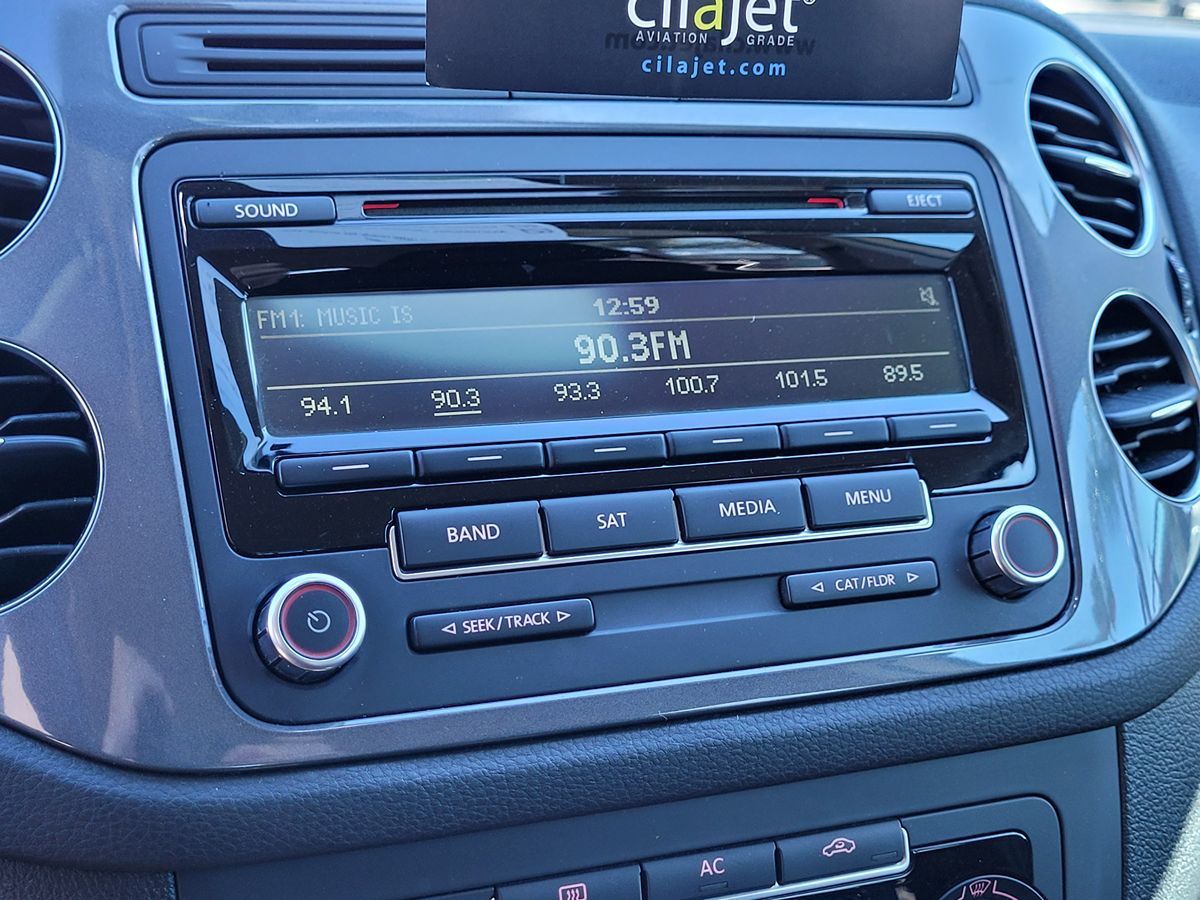 cilajet®
AVIATION GRADE
cilajet.com
SOUND EJECT
FM1: MUSIC IS 12:59
90.3FM
94.1 90.3 93.3 100.7 101.5 89.5
BAND SAT MEDIA MENU
◁ SEEK/TRACK ▷ ◁ CAT/FLDR ▷
AC